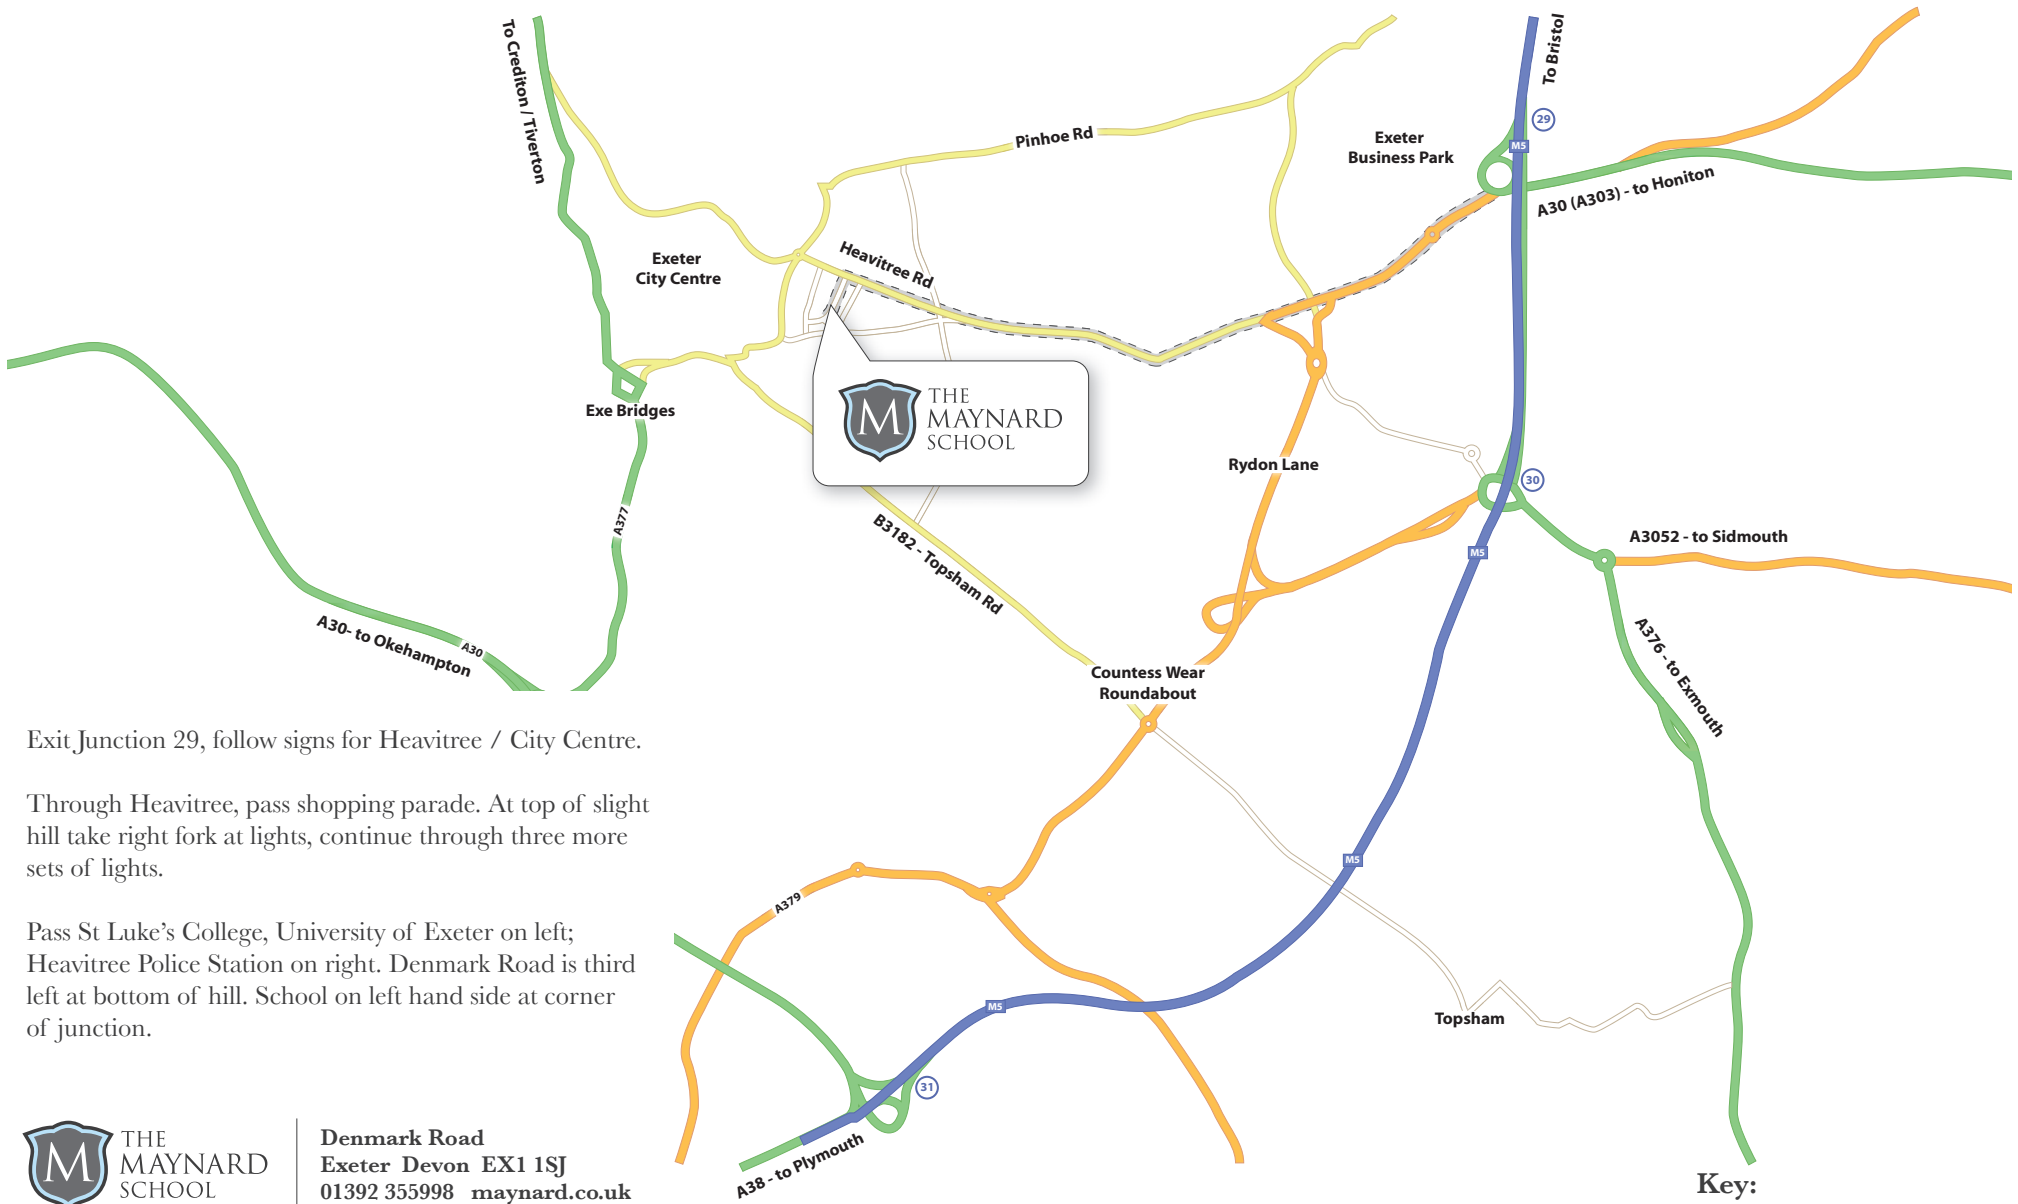 To Crediton / Tiverton
To Bristol
29
M5
Pinhoe Rd
Exeter
Business Park
A30 (A303) - to Honiton
Heavitree Rd
Exeter
City Centre
Exe Bridges
THE
MAYNARD
SCHOOL
M
Rydon Lane
30
A377
B3182 - Topsham Rd
M5
A3052 - to Sidmouth
A30- to Okehampton
A30
A376 - to Exmouth
Countess Wear
Roundabout
Exit Junction 29, follow signs for Heavitree / City Centre.
Through Heavitree, pass shopping parade. At top of slight
hill take right fork at lights, continue through three more
sets of lights.
Pass St Luke's College, University of Exeter on left;
Heavitree Police Station on right. Denmark Road is third
left at bottom of hill. School on left hand side at corner
of junction.
M5
A379
M5
Topsham
31
A38 - to Plymouth
M
THE
MAYNARD
SCHOOL
Denmark Road
Exeter Devon EX1 1SJ
01392 355998 maynard.co.uk
Key: